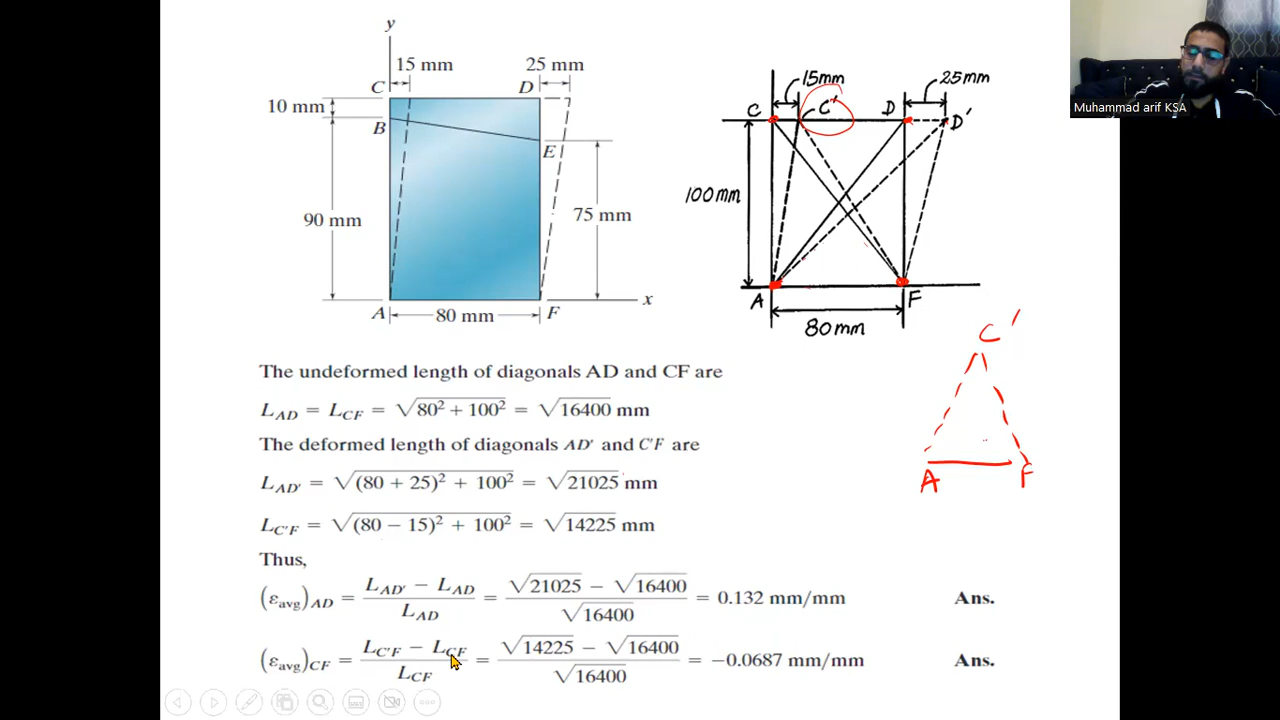 y
15 mm
25 mm
C
D
10 mm
B
E
90 mm
75 mm
x
A
80 mm
F
15mm
25mm
C
C'
D
D'
100mm
A
F
80mm
Muhammad arif KSA
C'
A
F
The undeformed length of diagonals AD and CF are
L_AD = L_CF = √(80² + 100²) = √16400 mm
The deformed length of diagonals AD' and C'F are
L_AD' = √((80 + 25)² + 100²) = √21025 mm
L_C'F = √((80 − 15)² + 100²) = √14225 mm
Thus,
(ε_avg)_AD = (L_AD' − L_AD) / L_AD = (√21025 − √16400) / √16400 = 0.132 mm/mm Ans.
(ε_avg)_CF = (L_C'F − L_CF) / L_CF = (√14225 − √16400) / √16400 = −0.0687 mm/mm Ans.